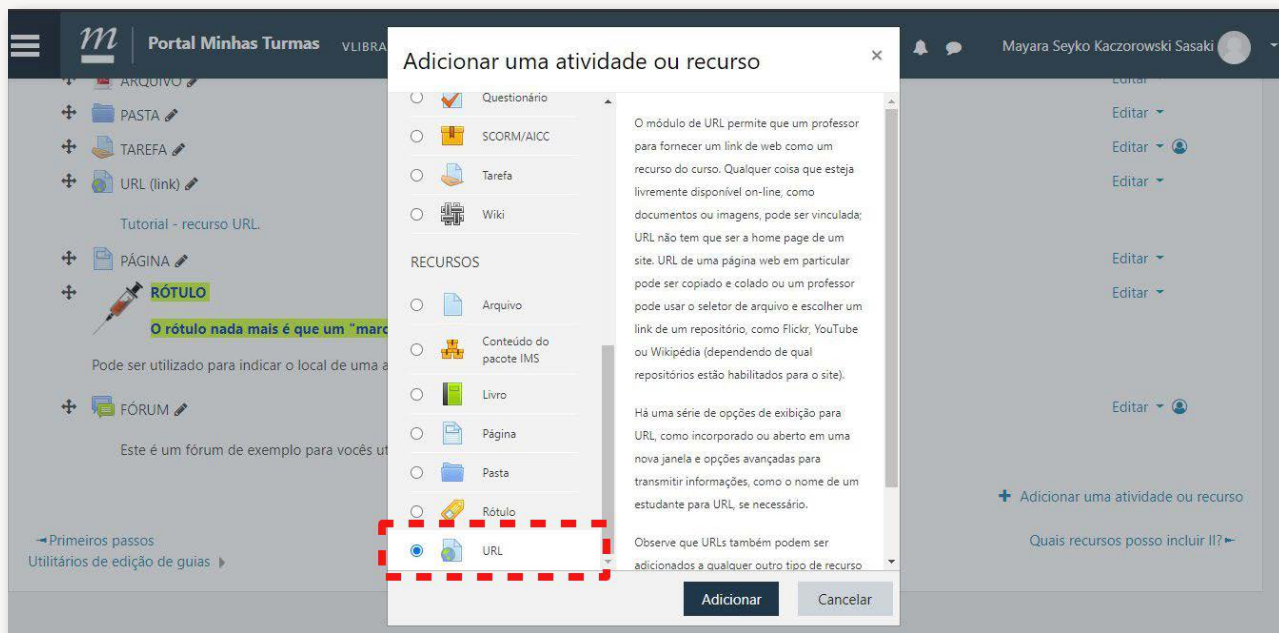 m Portal Minhas Turmas VLIBRA
Mayara Seyko Kaczorowski Sasaki
ARQUIVO
Editar
PASTA
Editar
TAREFA
Editar
URL (link)
Editar
Tutorial - recurso URL.
PÁGINA
Editar
RÓTULO
Editar
O rótulo nada mais é que um "marc
Pode ser utilizado para indicar o local de uma a
FÓRUM
Editar
Este é um fórum de exemplo para vocês ut
+ Adicionar uma atividade ou recurso
Primeiros passos
Quais recursos posso incluir II?
Utilitários de edição de guias
Adicionar uma atividade ou recurso
×
Questionário
SCORM/AICC
Tarefa
Wiki
RECURSOS
Arquivo
Conteúdo do
pacote IMS
Livro
Página
Pasta
Rótulo
URL
O módulo de URL permite que um professor
para fornecer um link de web como um
recurso do curso. Qualquer coisa que esteja
livremente disponível on-line, como
documentos ou imagens, pode ser vinculada;
URL não tem que ser a home page de um
site. URL de uma página web em particular
pode ser copiado e colado ou um professor
pode usar o seletor de arquivo e escolher um
link de um repositório, como Flickr, YouTube
ou Wikipédia (dependendo de qual
repositórios estão habilitados para o site).
Há uma série de opções de exibição para
URL, como incorporado ou aberto em uma
nova janela e opções avançadas para
transmitir informações, como o nome de um
estudante para URL, se necessário.
Observe que URLs também podem ser
adicionados a qualquer outro tipo de recurso
Adicionar
Cancelar